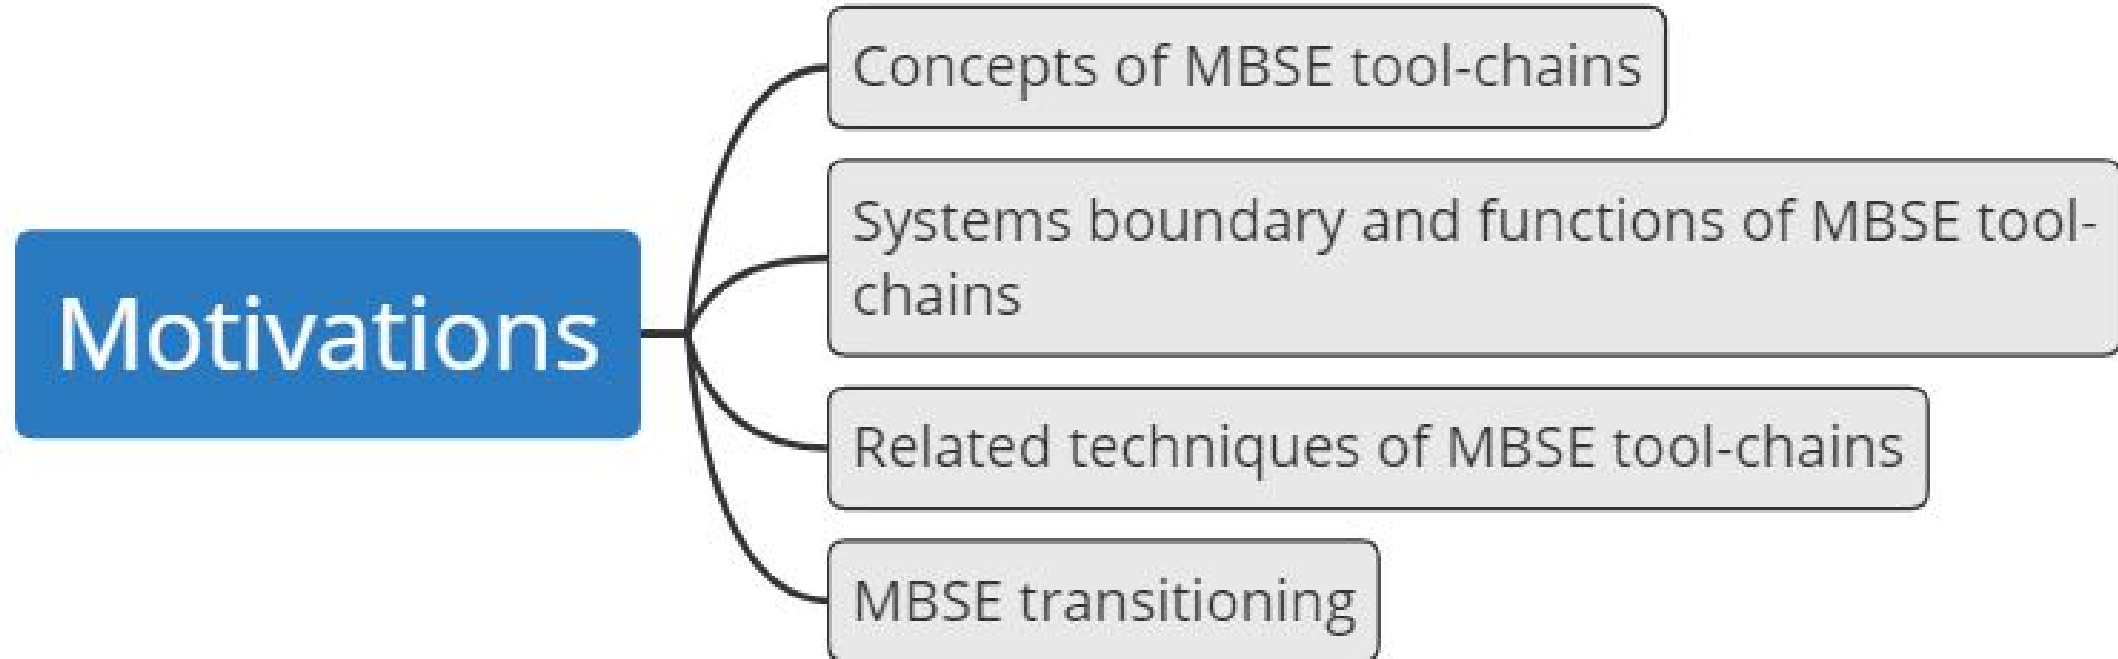 Motivations
Concepts of MBSE tool-chains
Systems boundary and functions of MBSE tool-
chains
Related techniques of MBSE tool-chains
MBSE transitioning